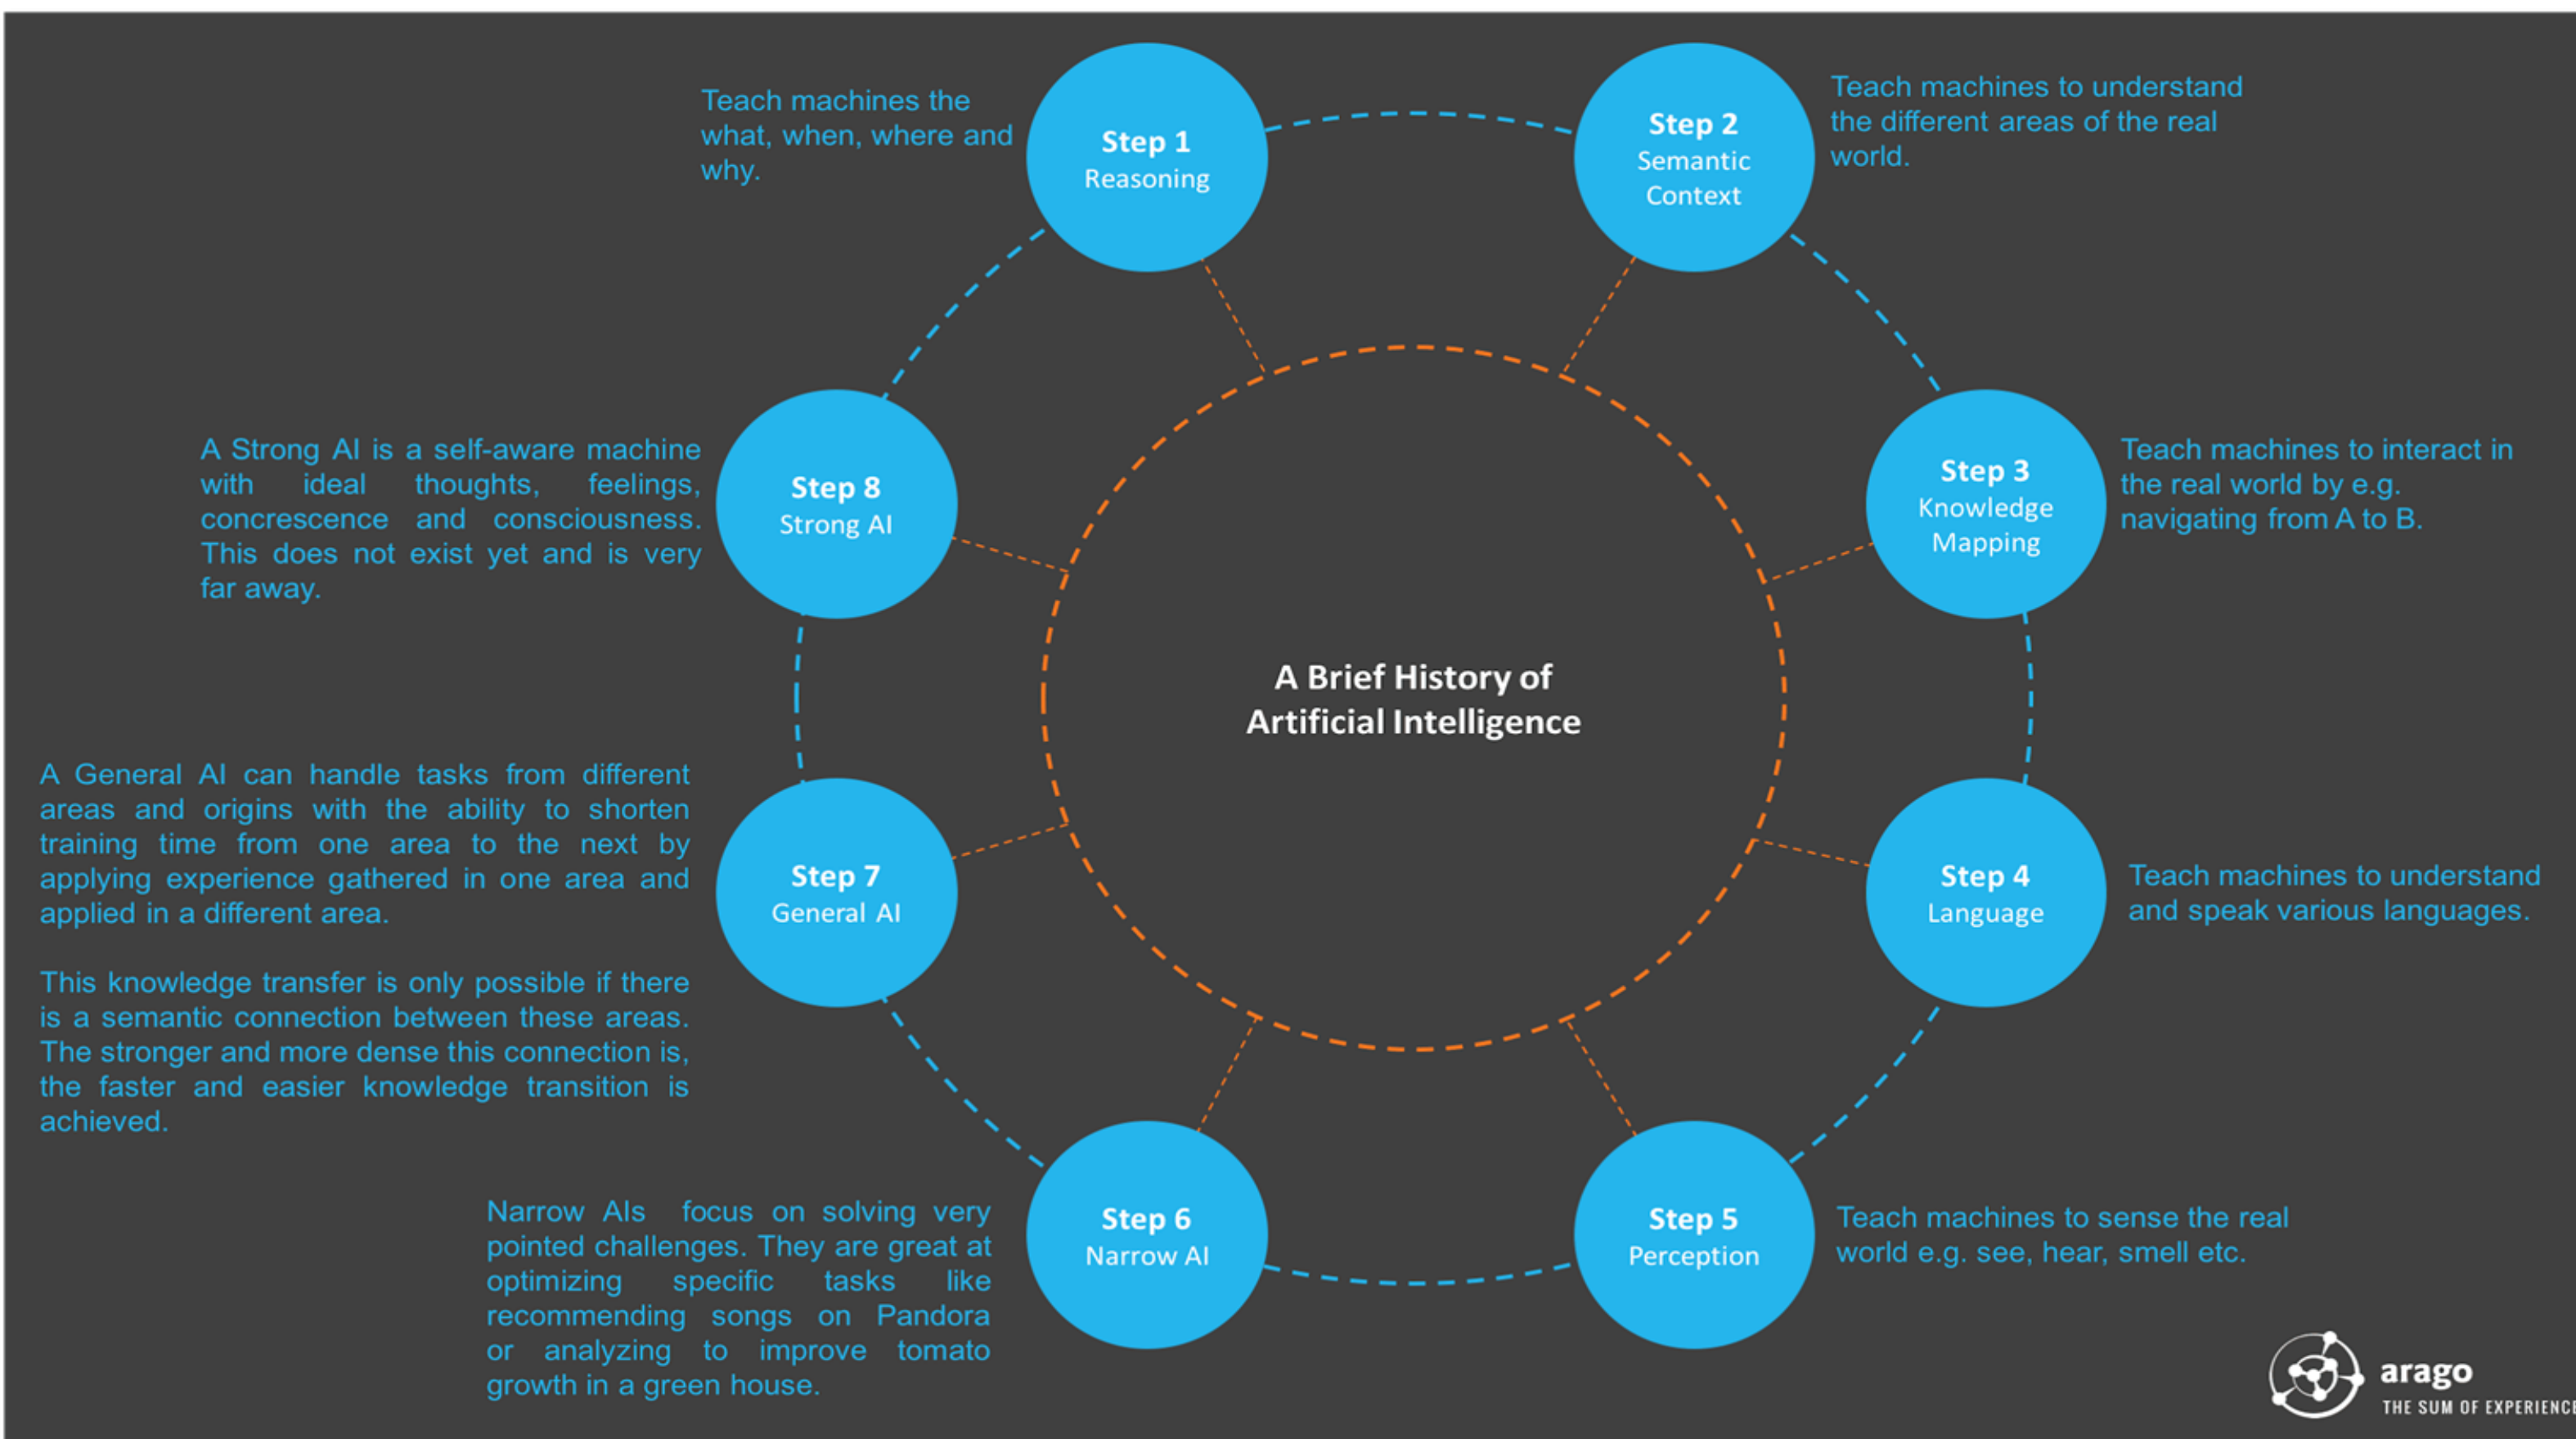 Teach machines the
what, when, where and
why.
Step 1
Reasoning
Step 2
Semantic
Context
Teach machines to understand
the different areas of the real
world.
Step 3
Knowledge
Mapping
Teach machines to interact in
the real world by e.g.
navigating from A to B.
Step 4
Language
Teach machines to understand
and speak various languages.
Step 5
Perception
Teach machines to sense the real
world e.g. see, hear, smell etc.
Step 6
Narrow AI
Narrow AIs focus on solving very
pointed challenges. They are great at
optimizing specific tasks like
recommending songs on Pandora
or analyzing to improve tomato
growth in a green house.
Step 7
General AI
A General AI can handle tasks from different
areas and origins with the ability to shorten
training time from one area to the next by
applying experience gathered in one area and
applied in a different area.
This knowledge transfer is only possible if there
is a semantic connection between these areas.
The stronger and more dense this connection is,
the faster and easier knowledge transition is
achieved.
Step 8
Strong AI
A Strong AI is a self-aware machine
with ideal thoughts, feelings,
concrescence and consciousness.
This does not exist yet and is very
far away.
A Brief History of
Artificial Intelligence
arago
THE SUM OF EXPERIENCE